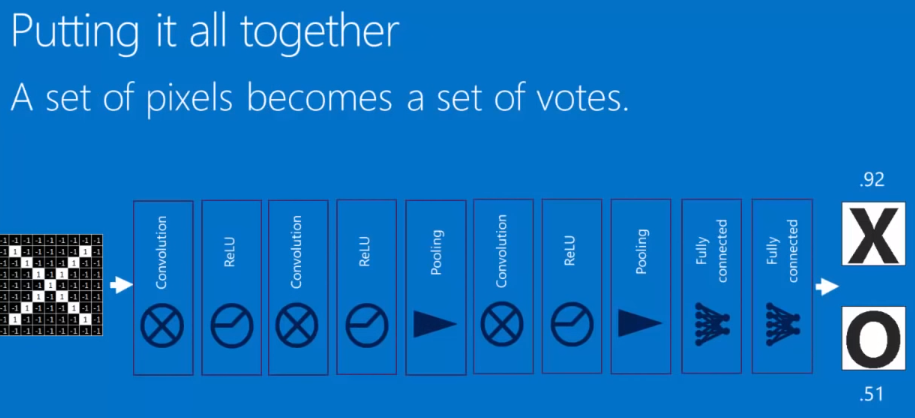 Putting it all together
A set of pixels becomes a set of votes.
.92
Convolution
ReLU
Convolution
ReLU
Pooling
Convolution
ReLU
Pooling
Fully
connected
Fully
connected
X
O
.51